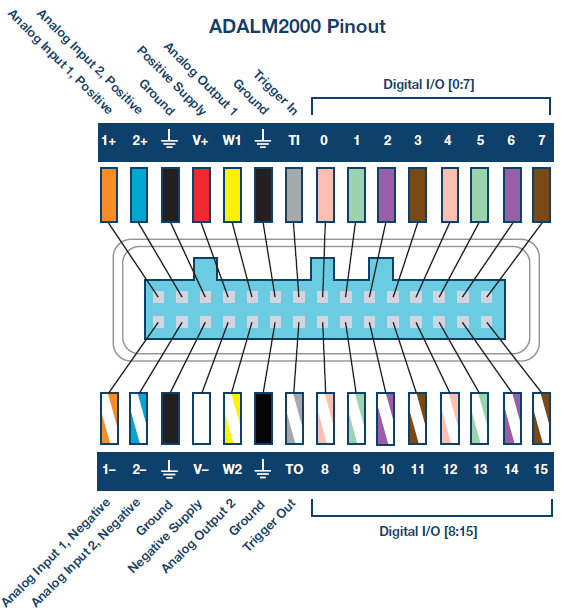 ADALM2000 Pinout
Analog Input 1, Positive
Analog Input 2, Positive
Ground
Positive Supply
Analog Output 1
Ground
Trigger In
Digital I/O [0:7]
1+ 2+ V+ W1 TI 0 1 2 3 4 5 6 7
1– 2– V– W2 TO 8 9 10 11 12 13 14 15
Analog Input 1, Negative
Analog Input 2, Negative
Ground
Negative Supply
Analog Output 2
Ground
Trigger Out
Digital I/O [8:15]